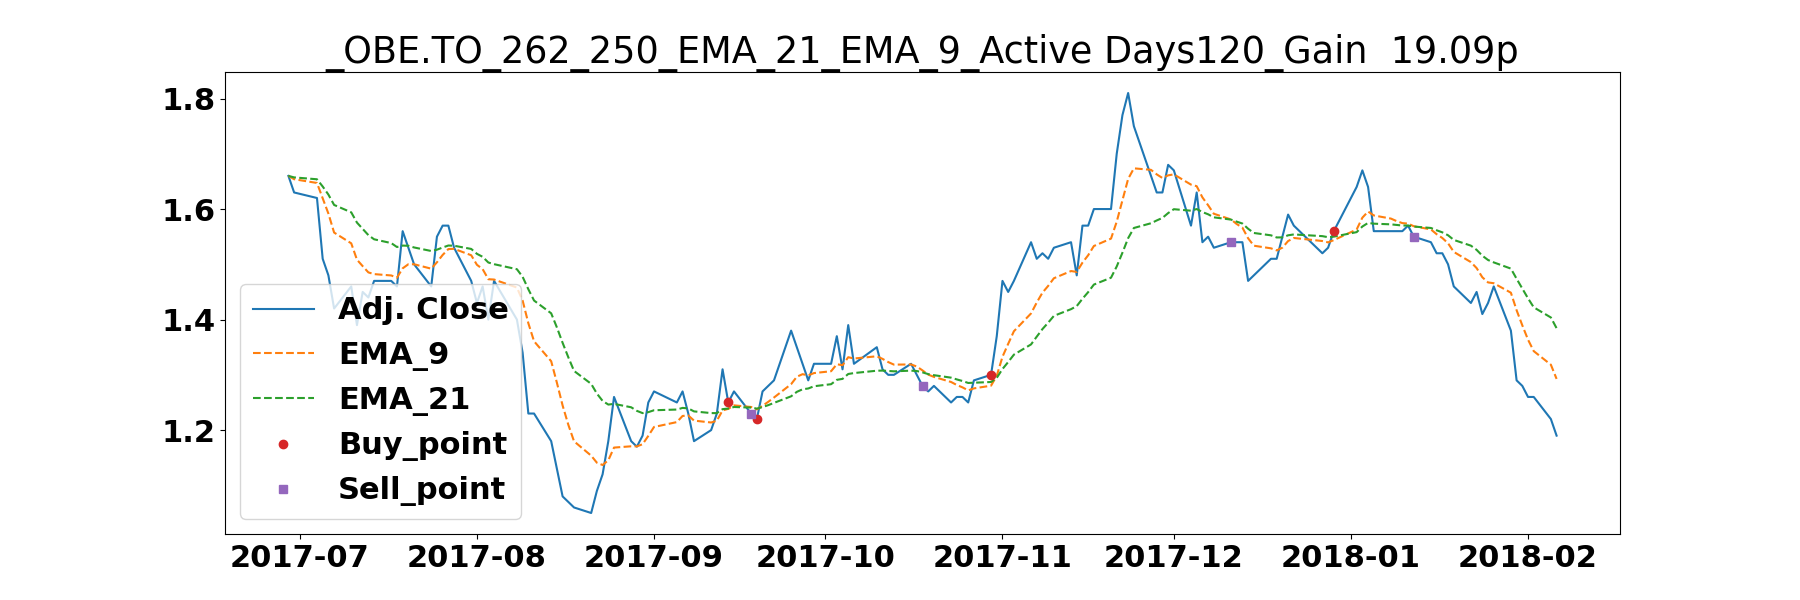 _OBE.TO_262_250_EMA_21_EMA_9_Active Days120_Gain  19.09p
1.8
1.6
1.4
1.2
Adj. Close
EMA_9
EMA_21
Buy_point
Sell_point
2017-07 2017-08 2017-09 2017-10 2017-11 2017-12 2018-01 2018-02